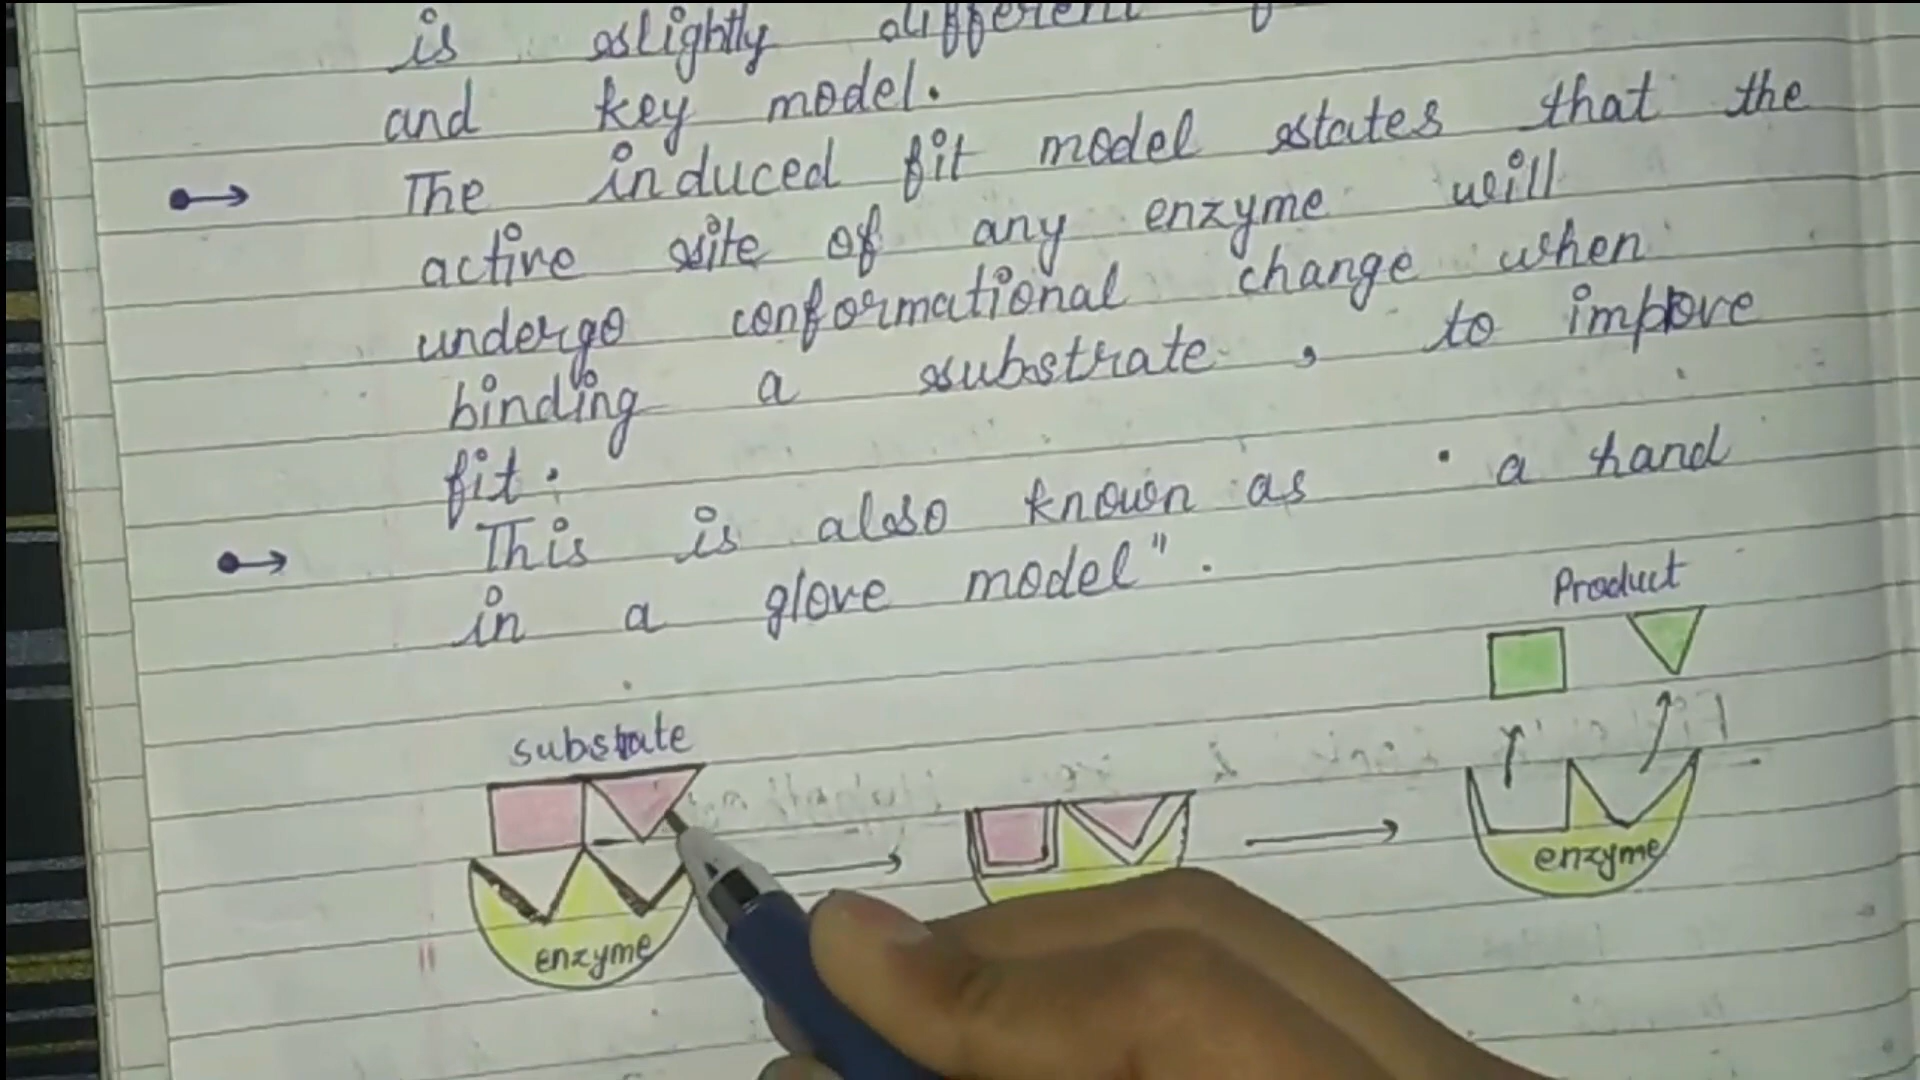 is slightly different
and key model.
The induced fit model states that the
active site of any enzyme will
undergo conformational change when
binding a substrate, to improve
fit.
This is also known as " a hand
in a glove model".
Product
substrate
enzyme
enzyme